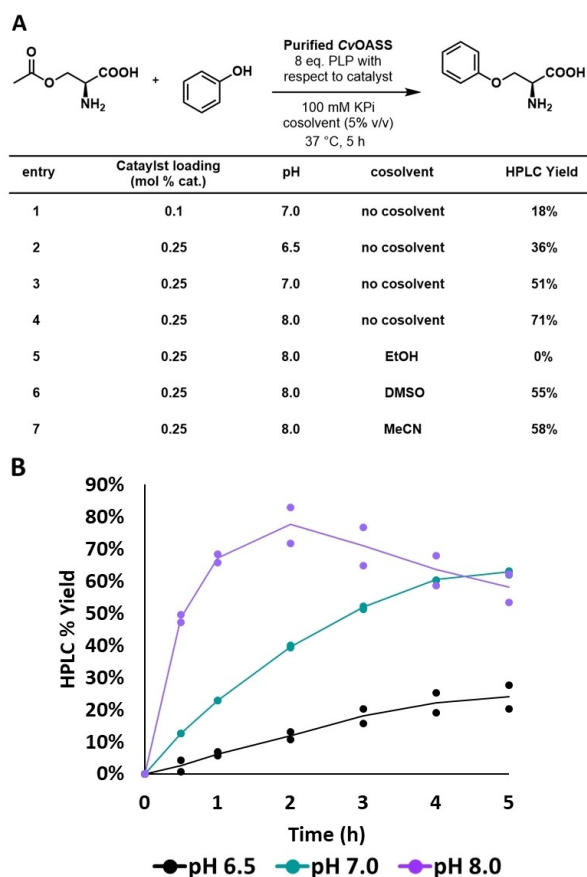 A
O
O
COOH
NH₂
+
OH
Purified CvOASS
8 eq. PLP with
respect to catalyst
100 mM KPi
cosolvent (5% v/v)
37 °C, 5 h
O
COOH
NH₂
entry Cataylst loading (mol % cat.) pH cosolvent HPLC Yield
1 0.1 7.0 no cosolvent 18%
2 0.25 6.5 no cosolvent 36%
3 0.25 7.0 no cosolvent 51%
4 0.25 8.0 no cosolvent 71%
5 0.25 8.0 EtOH 0%
6 0.25 8.0 DMSO 55%
7 0.25 8.0 MeCN 58%
B
HPLC % Yield
90%
80%
70%
60%
50%
40%
30%
20%
10%
0%
0 1 2 3 4 5
Time (h)
pH 6.5 pH 7.0 pH 8.0